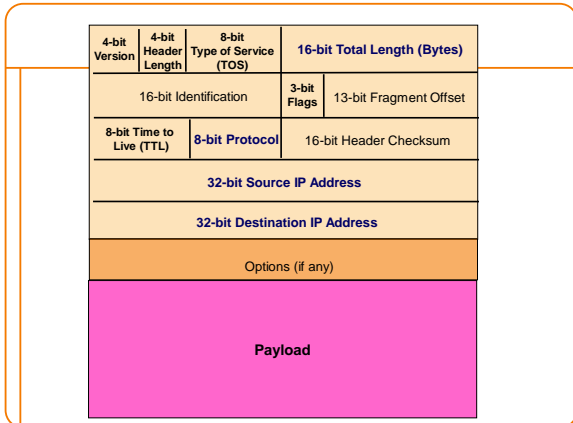 4-bit
Version
4-bit
Header
Length
8-bit
Type of Service
(TOS)
16-bit Total Length (Bytes)
16-bit Identification
3-bit
Flags
13-bit Fragment Offset
8-bit Time to
Live (TTL)
8-bit Protocol
16-bit Header Checksum
32-bit Source IP Address
32-bit Destination IP Address
Options (if any)
Payload